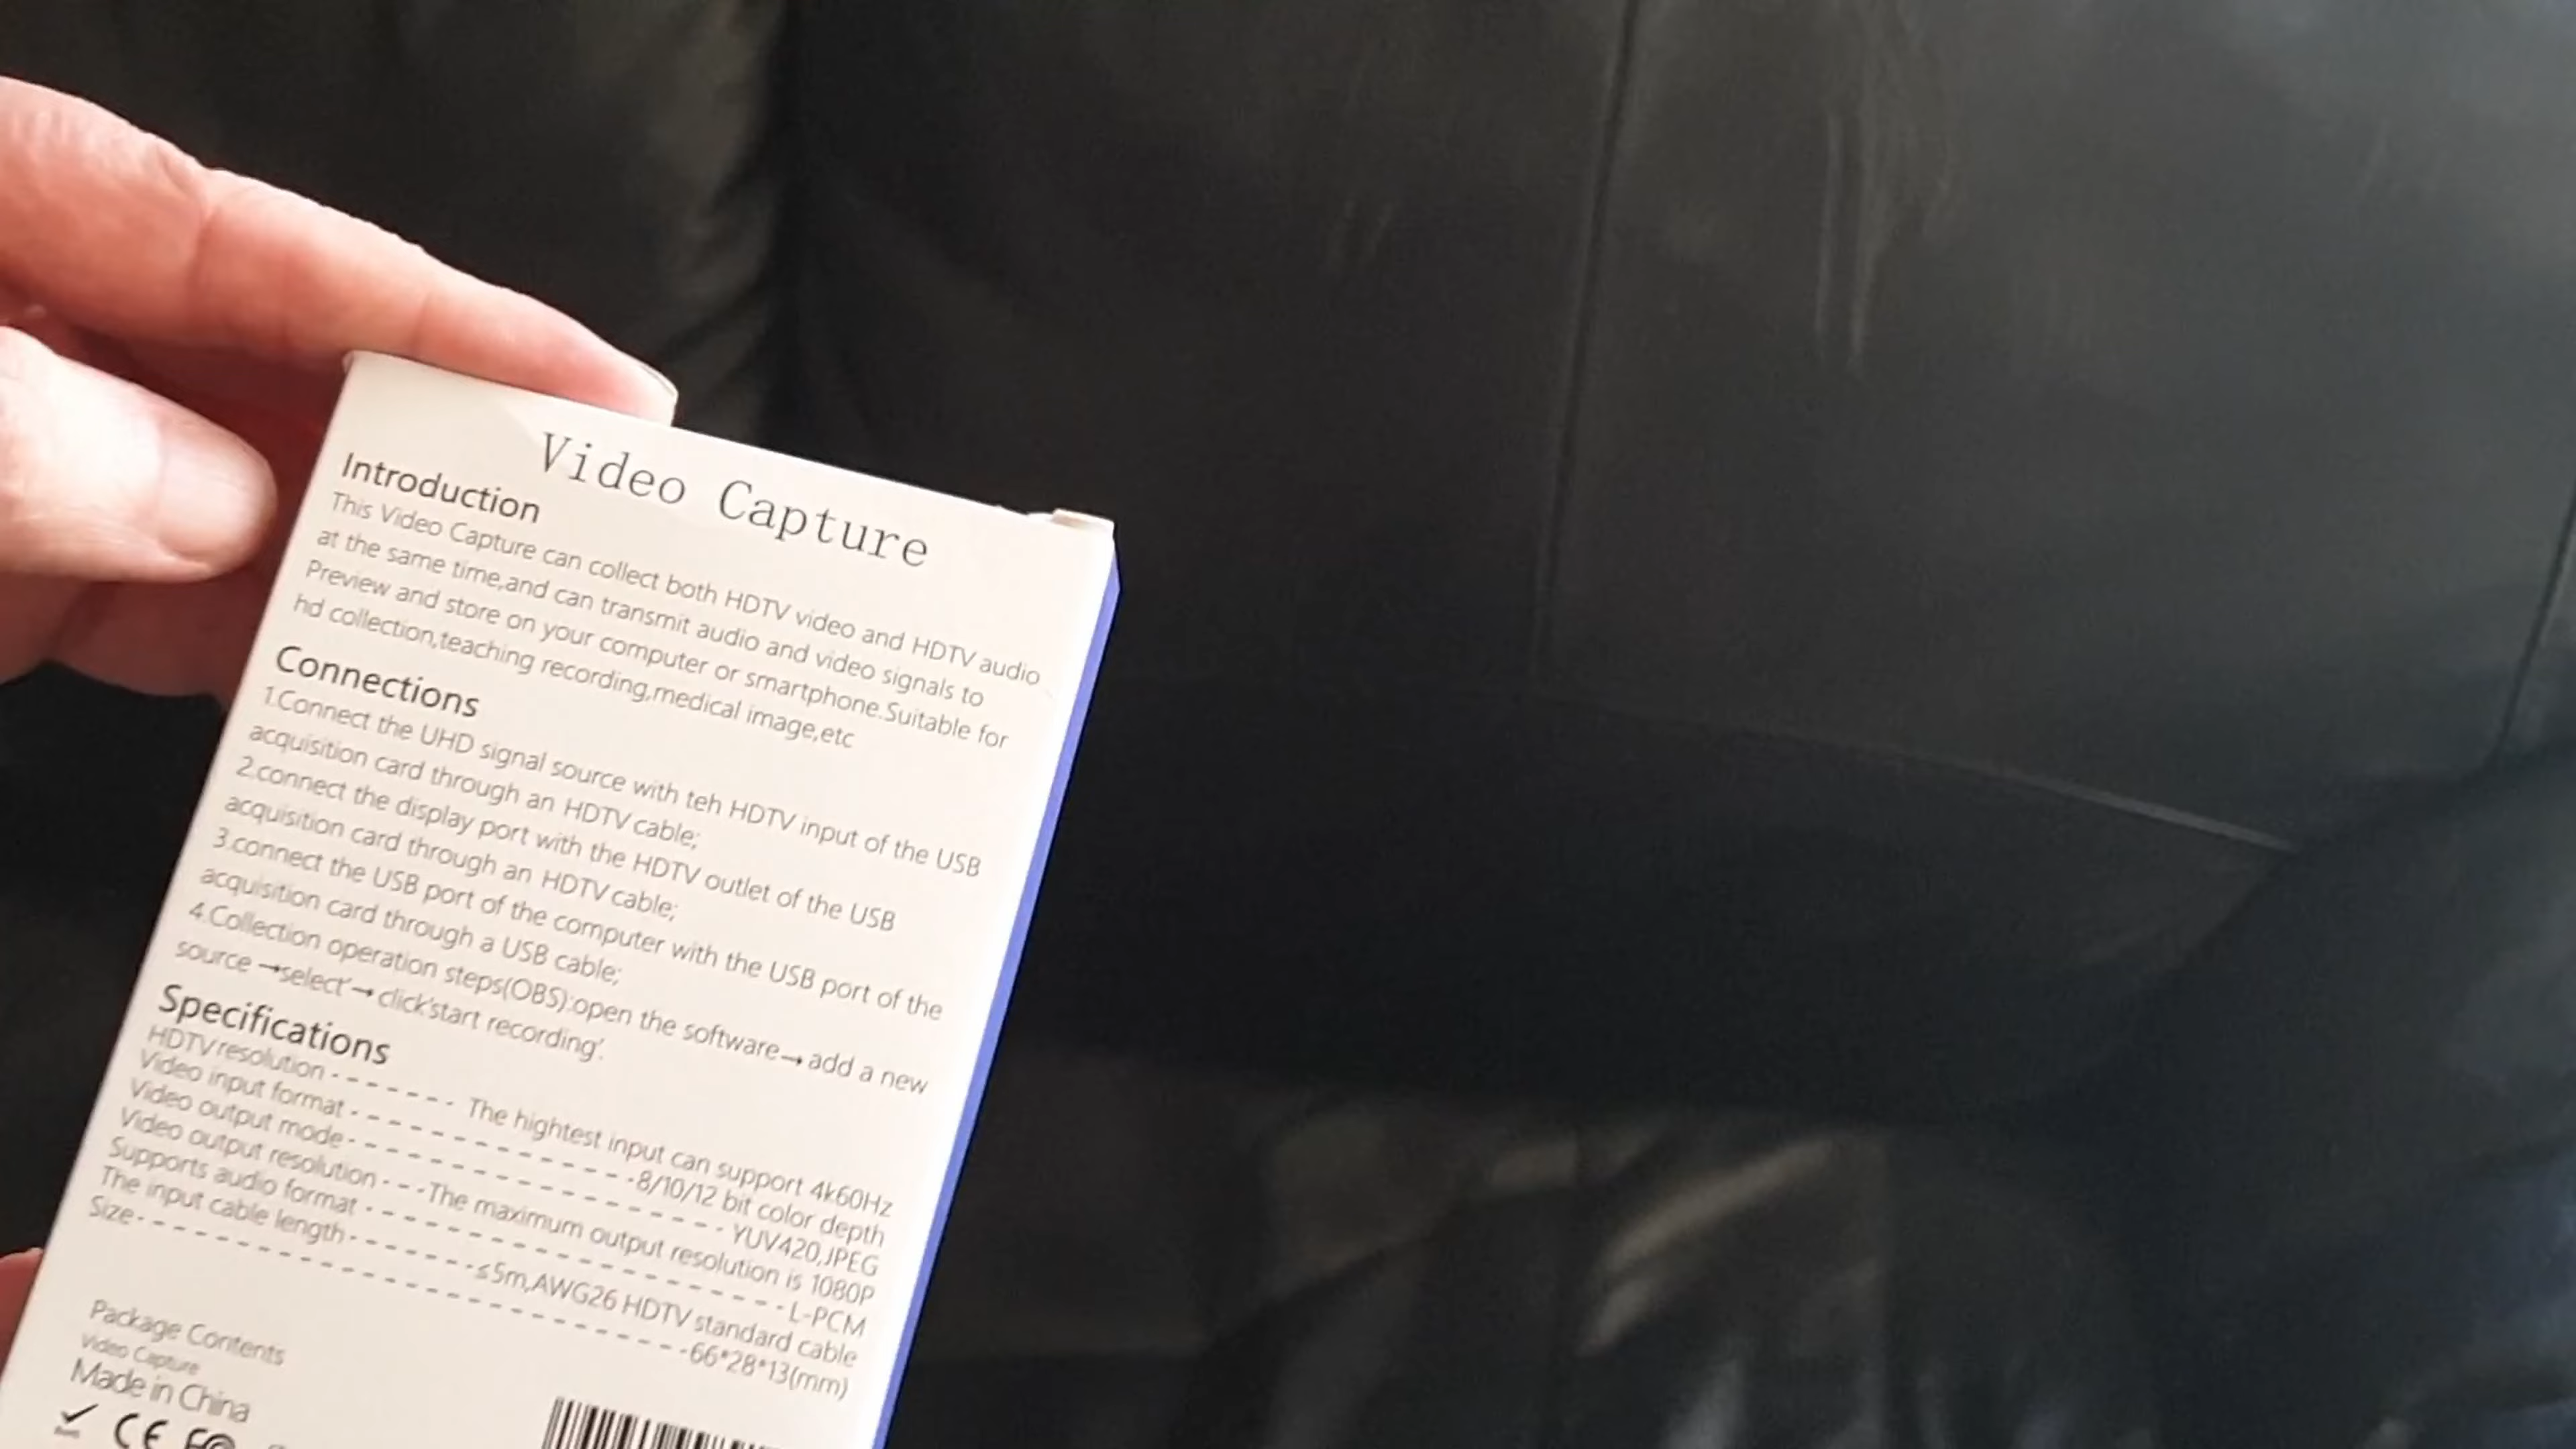 Video Capture
Introduction
This Video Capture can collect both HDTV video and HDTV audio
at the same time,and can transmit audio and video signals to
Preview and store on your computer or smartphone.Suitable for
hd collection,teaching recording,medical image,etc
Connections
1.Connect the UHD signal source with teh HDTV input of the USB
acquisition card through an HDTV cable;
2.connect the display port with the HDTV outlet of the USB
acquisition card through an HDTV cable;
3.connect the USB port of the computer with the USB port of the
acquisition card through a USB cable;
4.Collection operation steps(OBS):open the software→add a new
source →select'→click'start recording'.
Specifications
HDTV resolution - - - - - - - The hightest input can support 4k60Hz
Video input format - - - - - - - - - - - - - - - - 8/10/12 bit color depth
Video output mode - - - - - - - - - - - - - - - - - - - - YUV420,JPEG
Video output resolution - - - The maximum output resolution is 1080P
Supports audio format - - - - - - - - - - - - - - - - - - - - - - L-PCM
The input cable length - - - - - - - ≤5m,AWG26 HDTV standard cable
Size - - - - - - - - - - - - - - - - - - - - - - - - - - - - 66*28*13(mm)
Package Contents
Video Capture
Made in China
CE FC